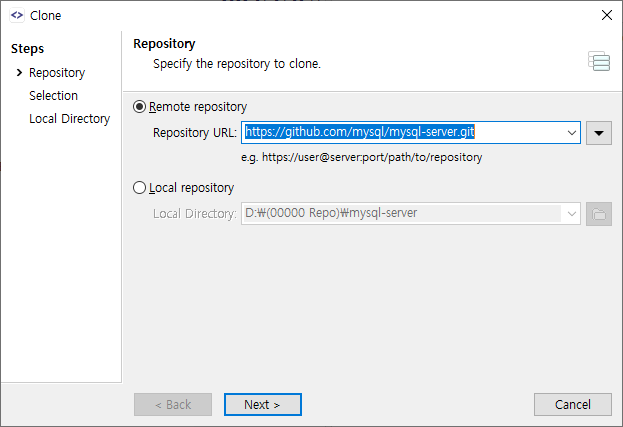 Clone
Steps
Repository
Selection
Local Directory
Repository
Specify the repository to clone.
Remote repository
Repository URL: https://github.com/mysql/mysql-server.git
e.g. https://user@server:port/path/to/repository
Local repository
Local Directory: D:₩(00000 Repo)₩mysql-server
< Back
Next >
Cancel